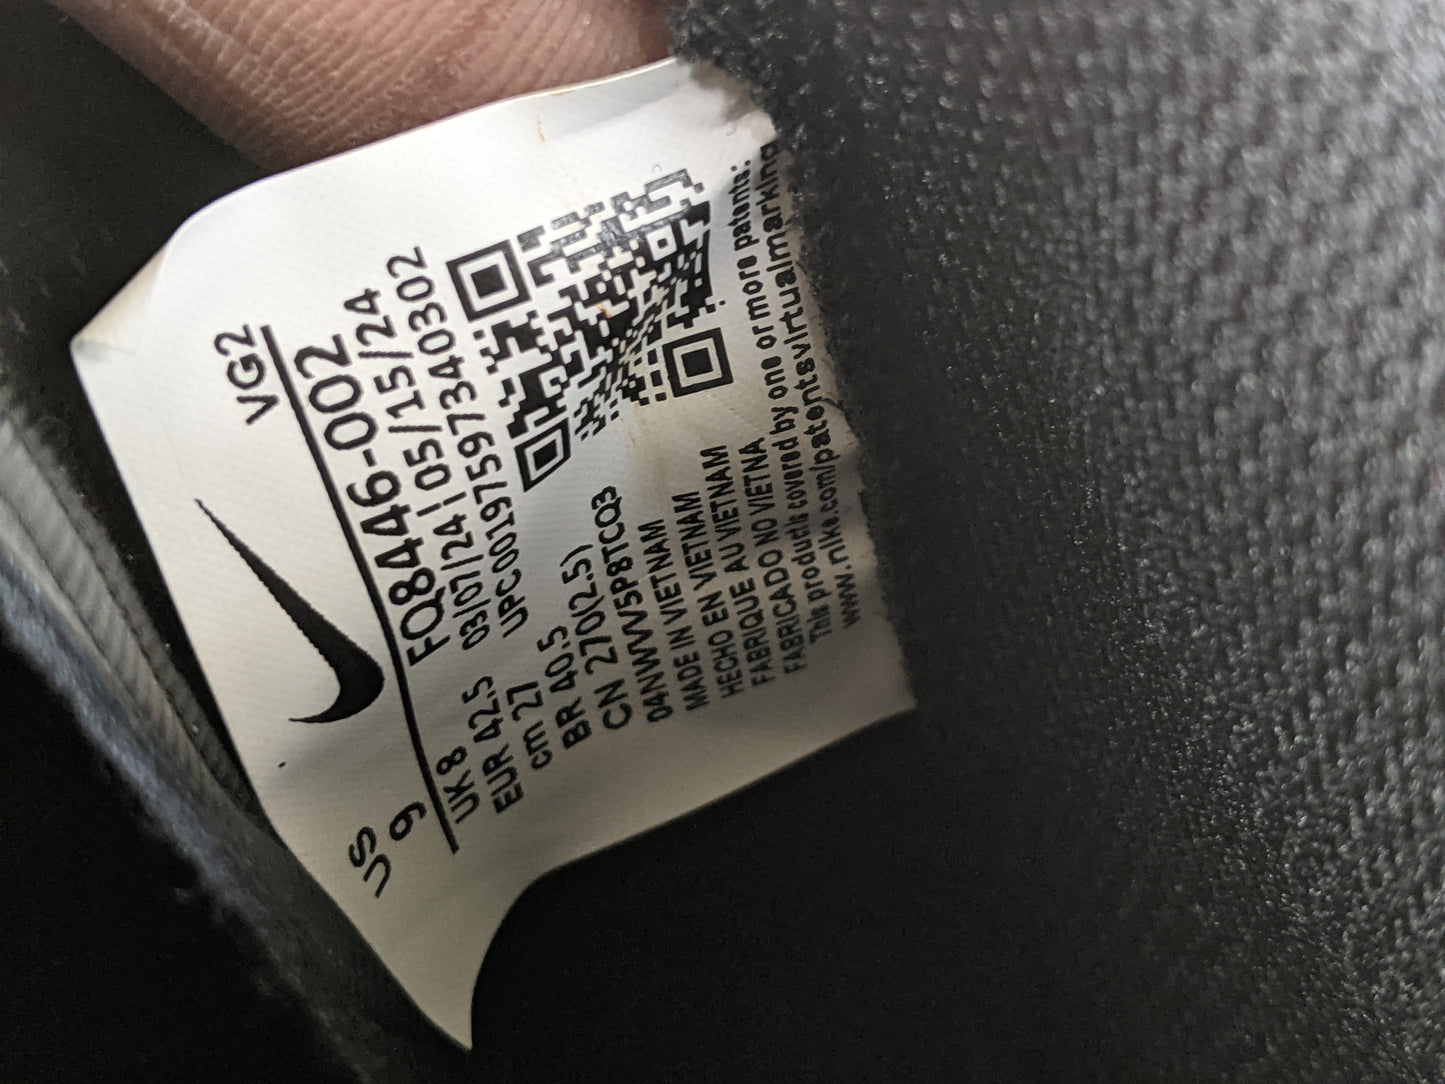 VG2
US
9
FQ8446-002
UK 8
03/07/24 | 05/15/24
EUR 42.5
UPC00197597340302
cm 27
BR 40.5
CN 270(2.5)
04NWVV5P8TCQ3
MADE IN VIETNAM
HECHO EN VIETNAM
FABRIQUE AU VIETNAM
FABRICADO NO VIETNA
This product is covered by one or more patents:
www.nike.com/patentsvirtualmarking